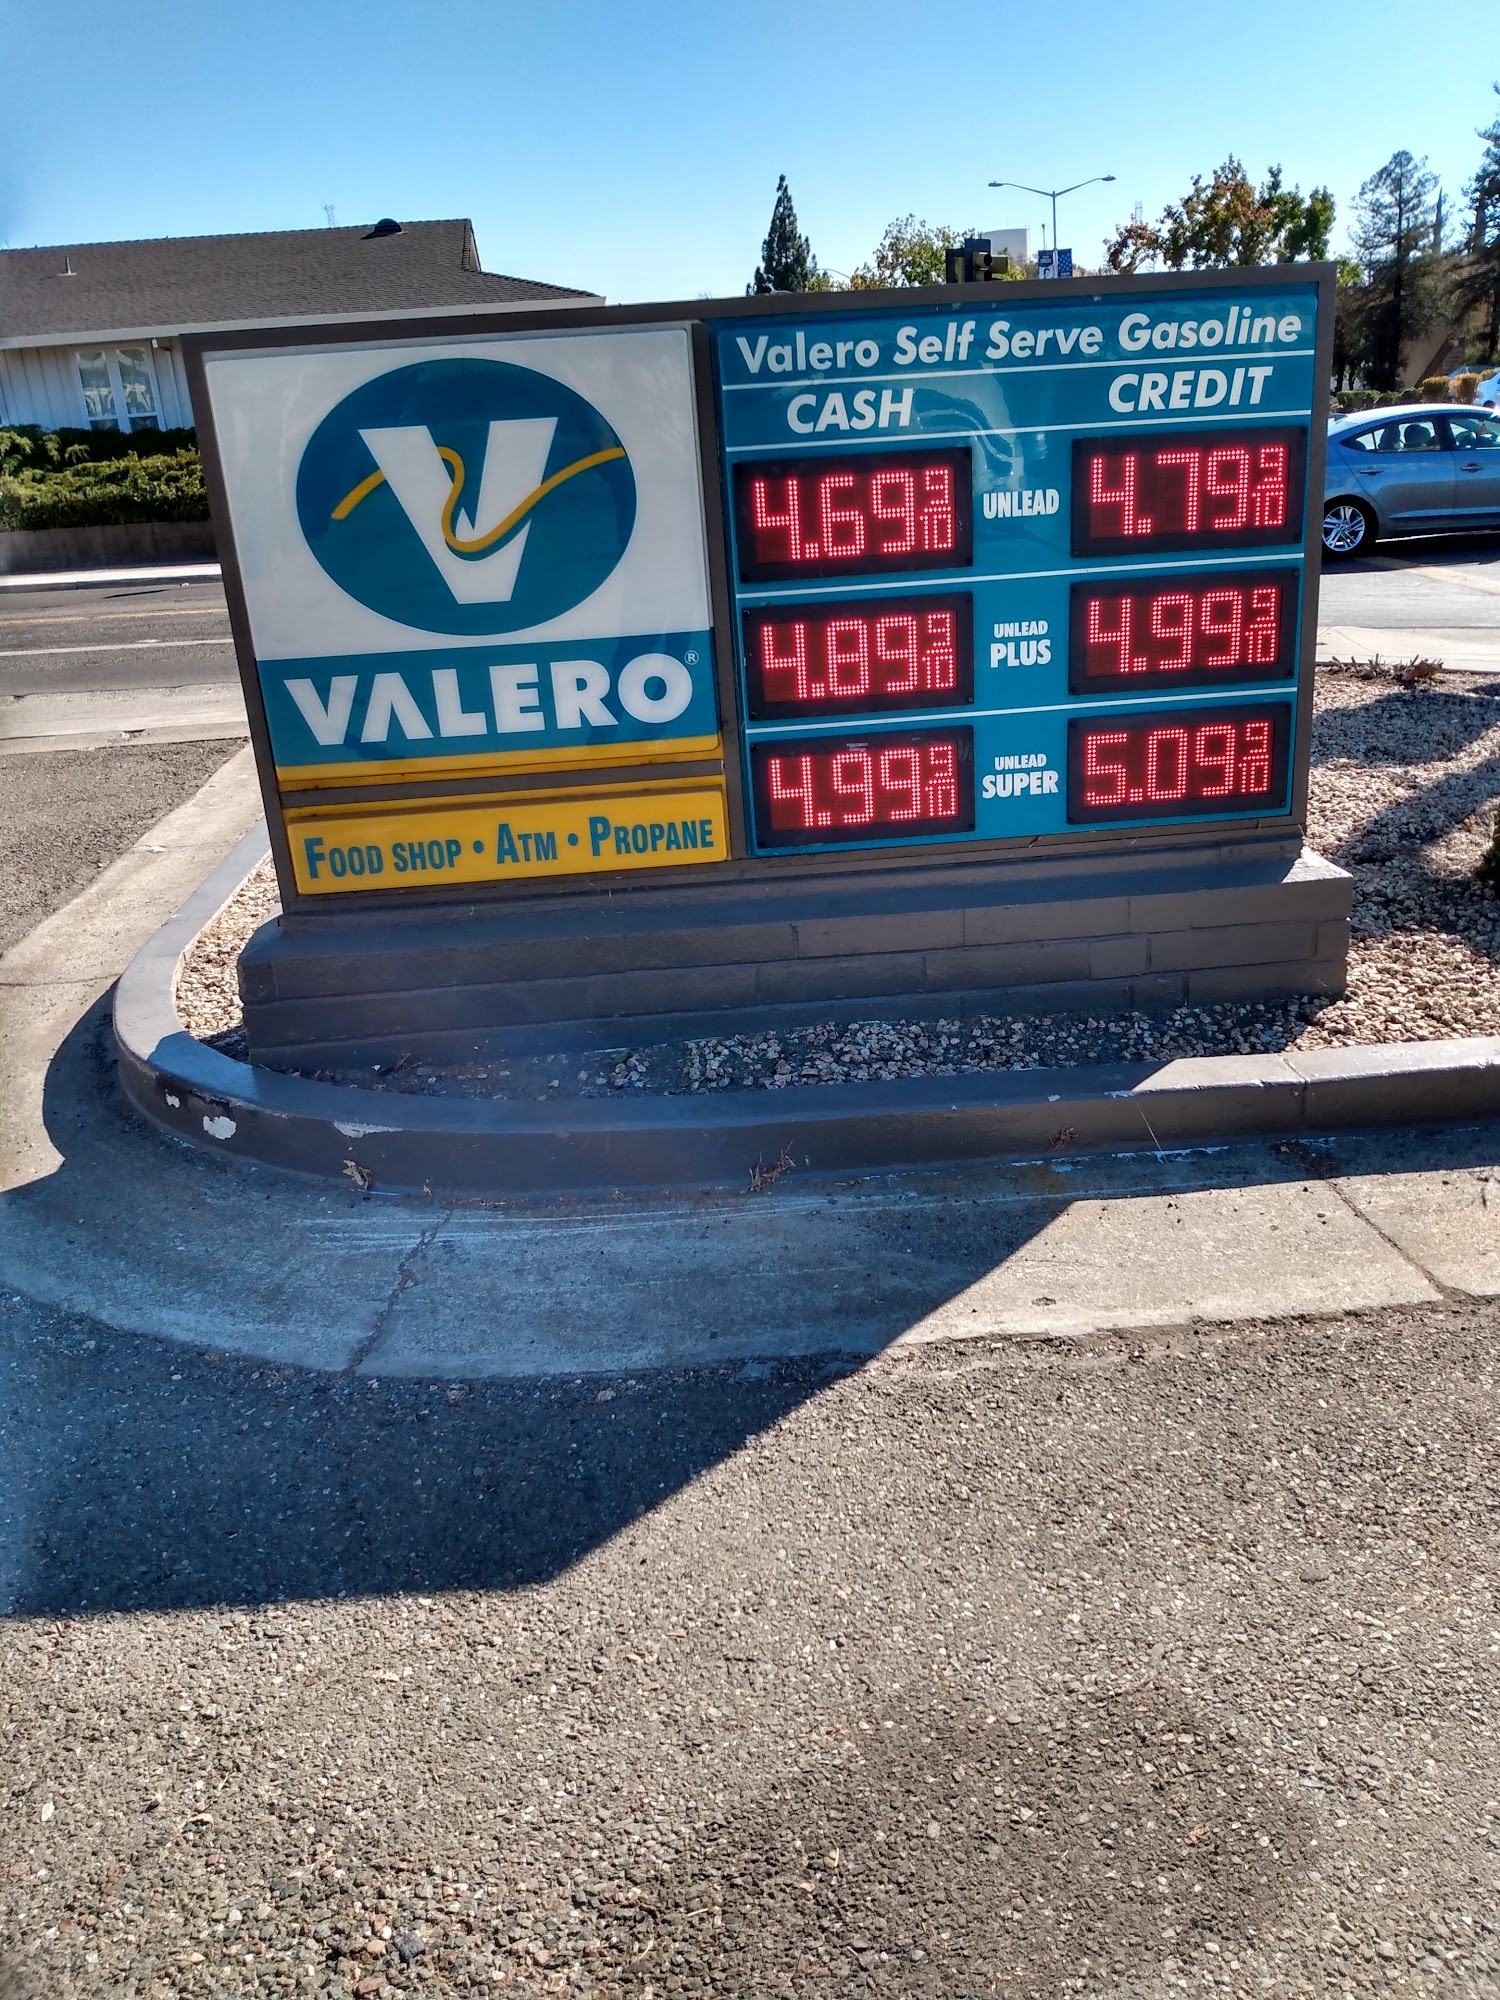 VALERO®
FOOD SHOP • ATM • PROPANE
Valero Self Serve Gasoline
CASH CREDIT
4.69 9/10 UNLEAD 4.79 9/10
4.89 9/10 UNLEAD PLUS 4.99 9/10
4.99 9/10 UNLEAD SUPER 5.09 9/10